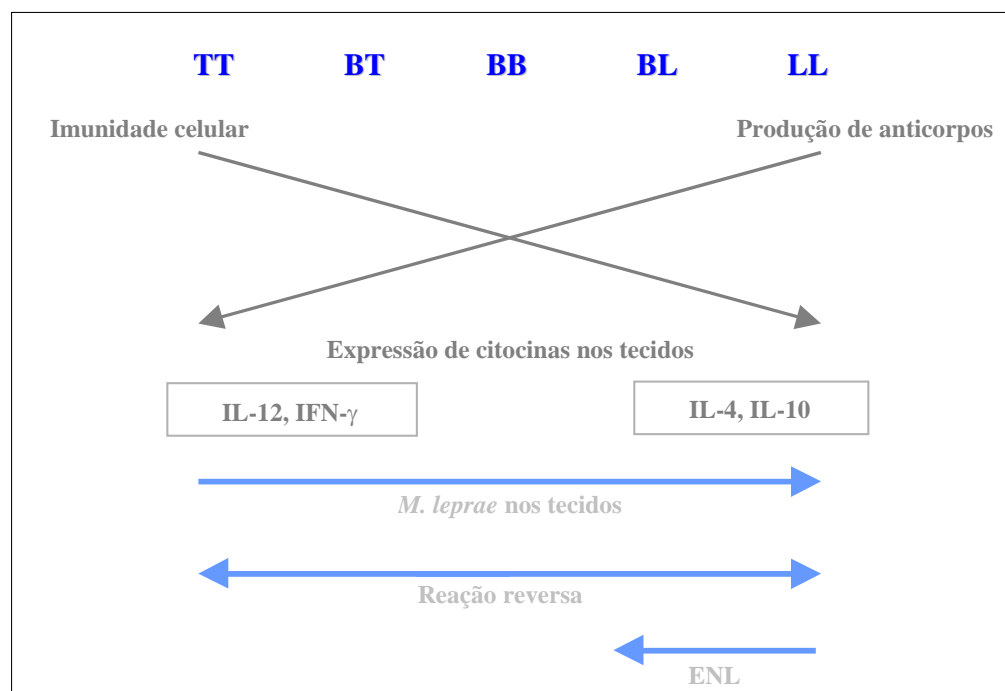 TT BT BB BL LL
Imunidade celular Produção de anticorpos
Expressão de citocinas nos tecidos
IL-12, IFN-γ IL-4, IL-10
M. leprae nos tecidos
Reação reversa
ENL